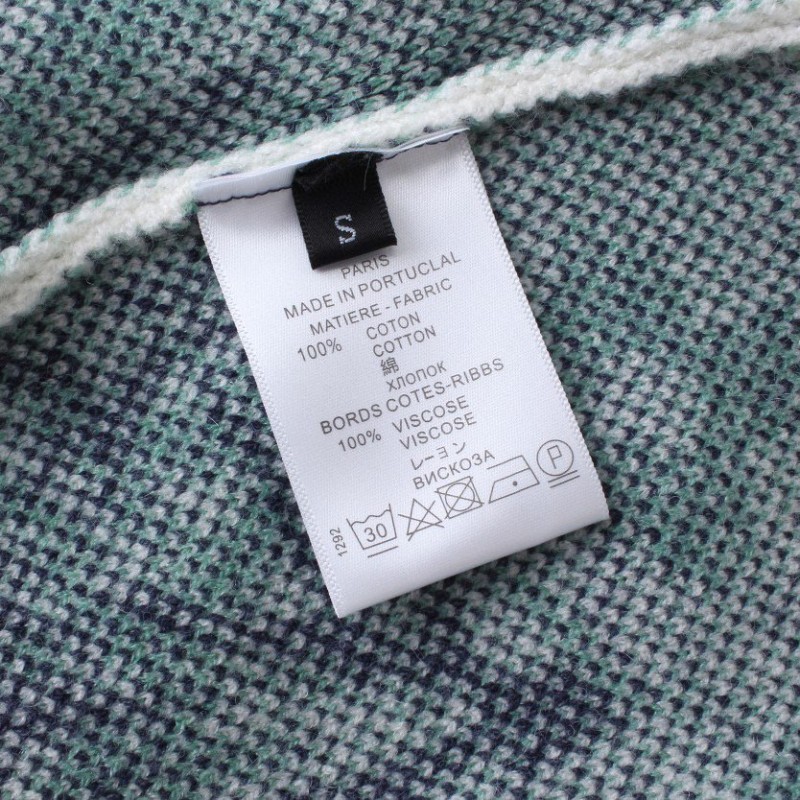 S
PARIS
MADE IN PORTUCLAL
MATIERE - FABRIC
100% COTON
COTTON
綿
хлопок
BORDS COTES-RIBBS
100% VISCOSE
VISCOSE
レーヨン
ВИСКОЗА
1292 30 P